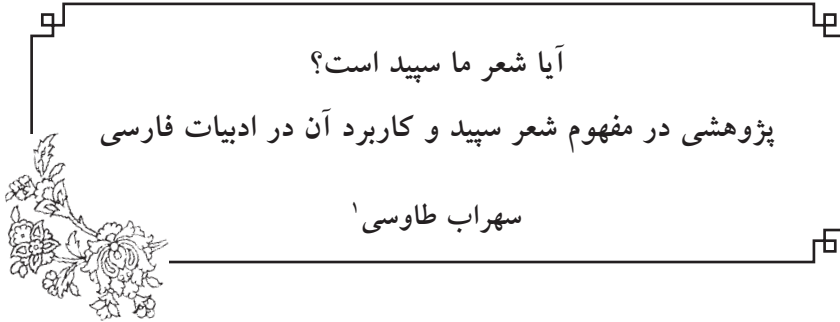 آیا شعر ما سپید است؟
پژوهشی در مفهوم شعر سپید و کاربرد آن در ادبیات فارسی
سهراب طاوسی۱